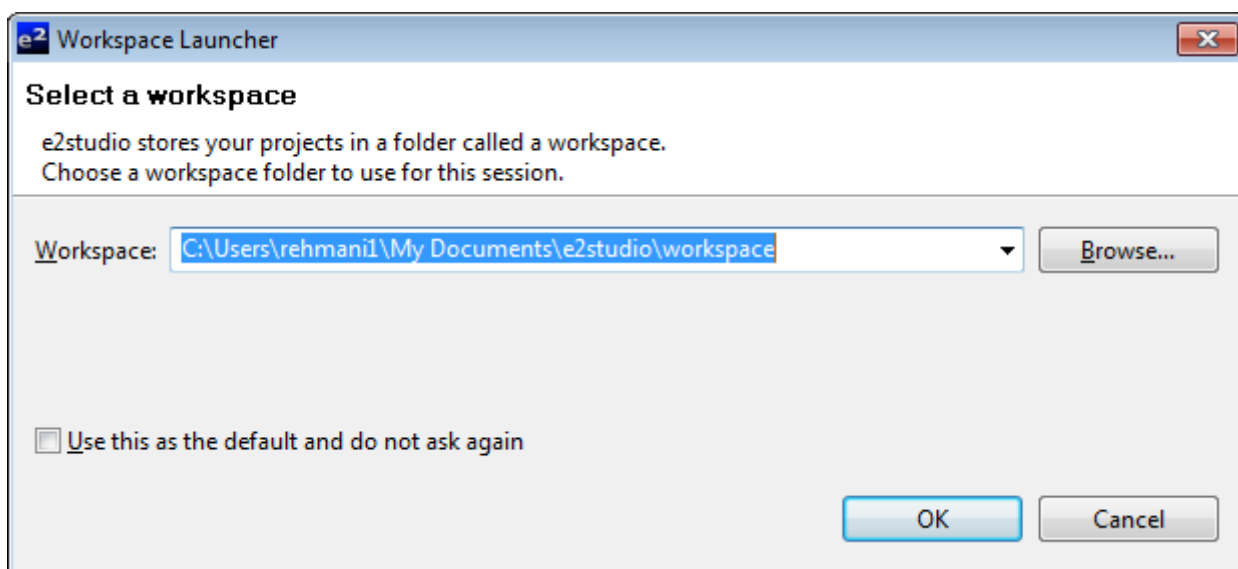 e² Workspace Launcher
Select a workspace
e2studio stores your projects in a folder called a workspace.
Choose a workspace folder to use for this session.
Workspace: C:\Users\rehmani1\My Documents\e2studio\workspace Browse...
Use this as the default and do not ask again
OK Cancel